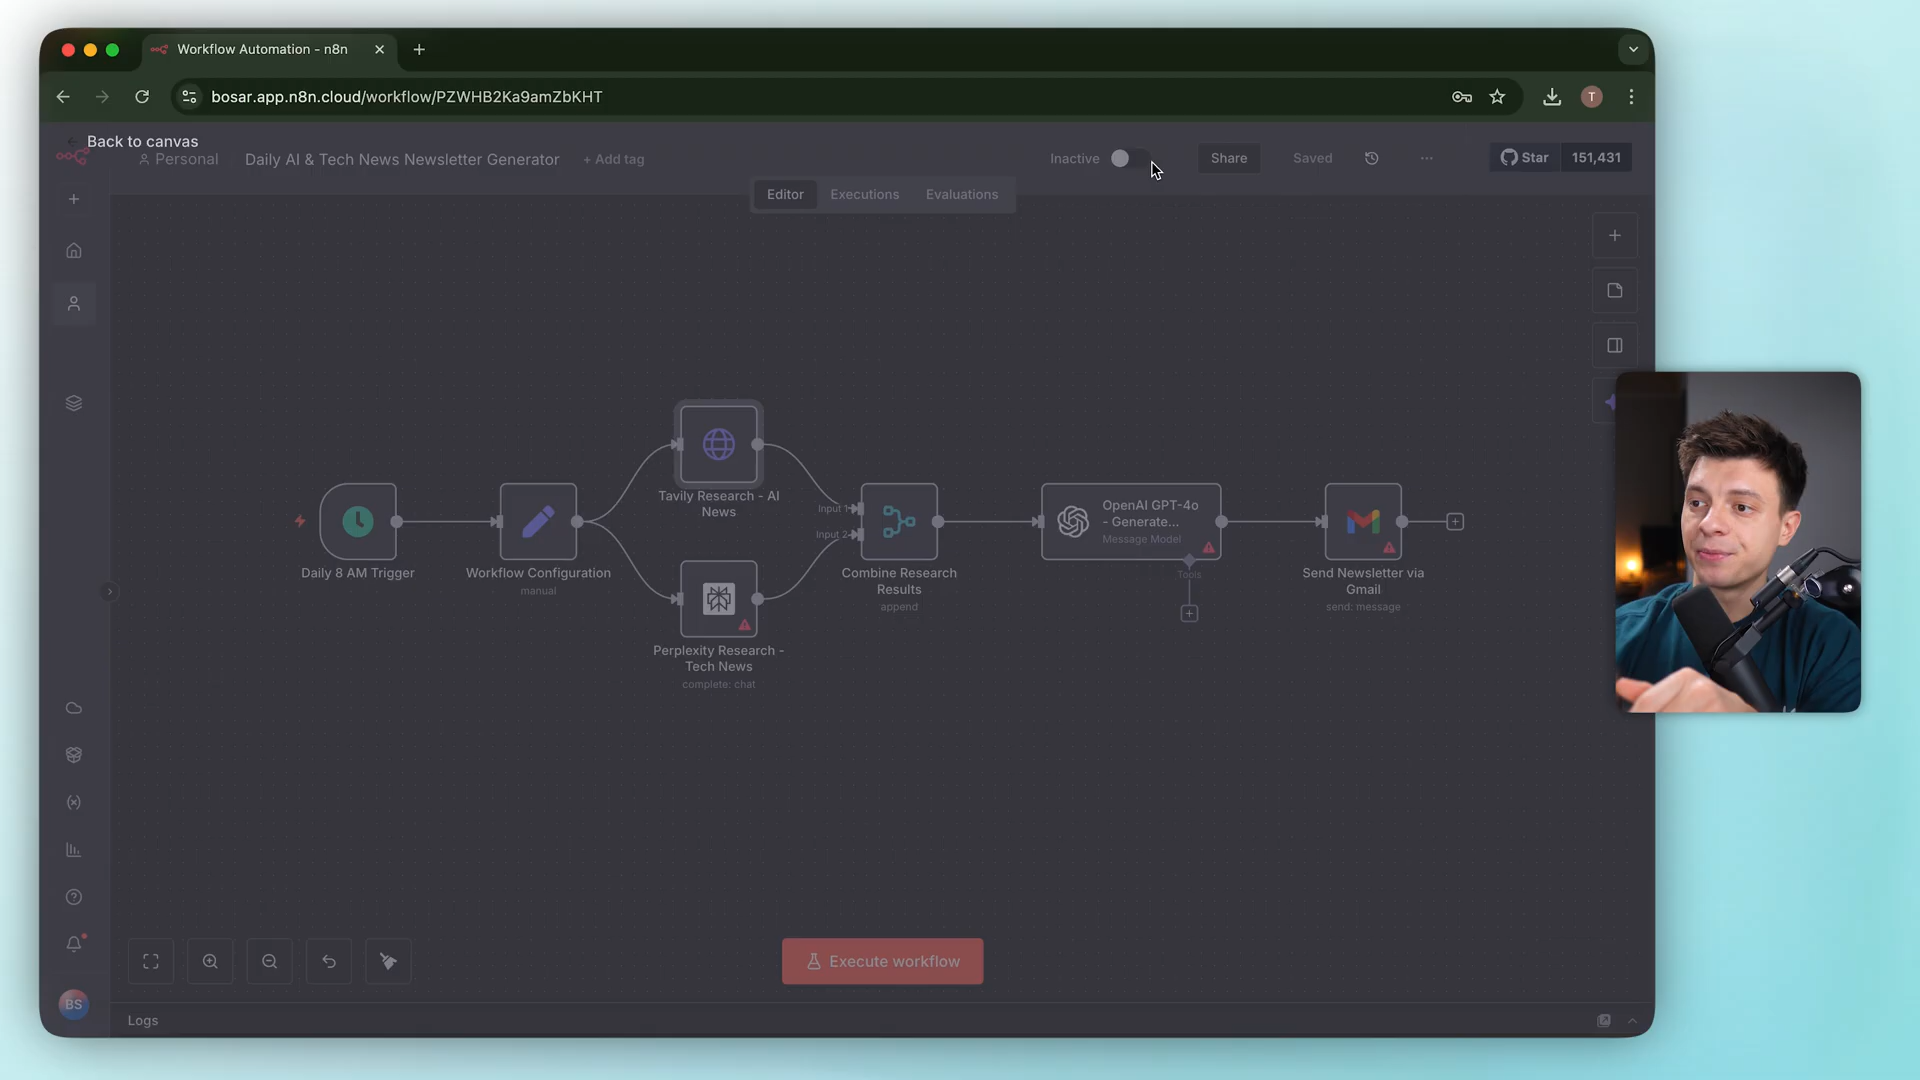 Workflow Automation - n8n
bosar.app.n8n.cloud/workflow/PZWHB2Ka9amZbKHT
T
Back to canvas
Personal
Daily AI & Tech News Newsletter Generator
+ Add tag
Inactive
Share
Saved
Star
151,431
Editor
Executions
Evaluations
Daily 8 AM Trigger
Workflow Configuration
manual
Tavily Research - AI
News
Perplexity Research -
Tech News
complete: chat
Input 1
Input 2
Combine Research
Results
append
OpenAI GPT-4o
- Generate...
Message Model
Tools
Send Newsletter via
Gmail
send: message
Execute workflow
BS
Logs